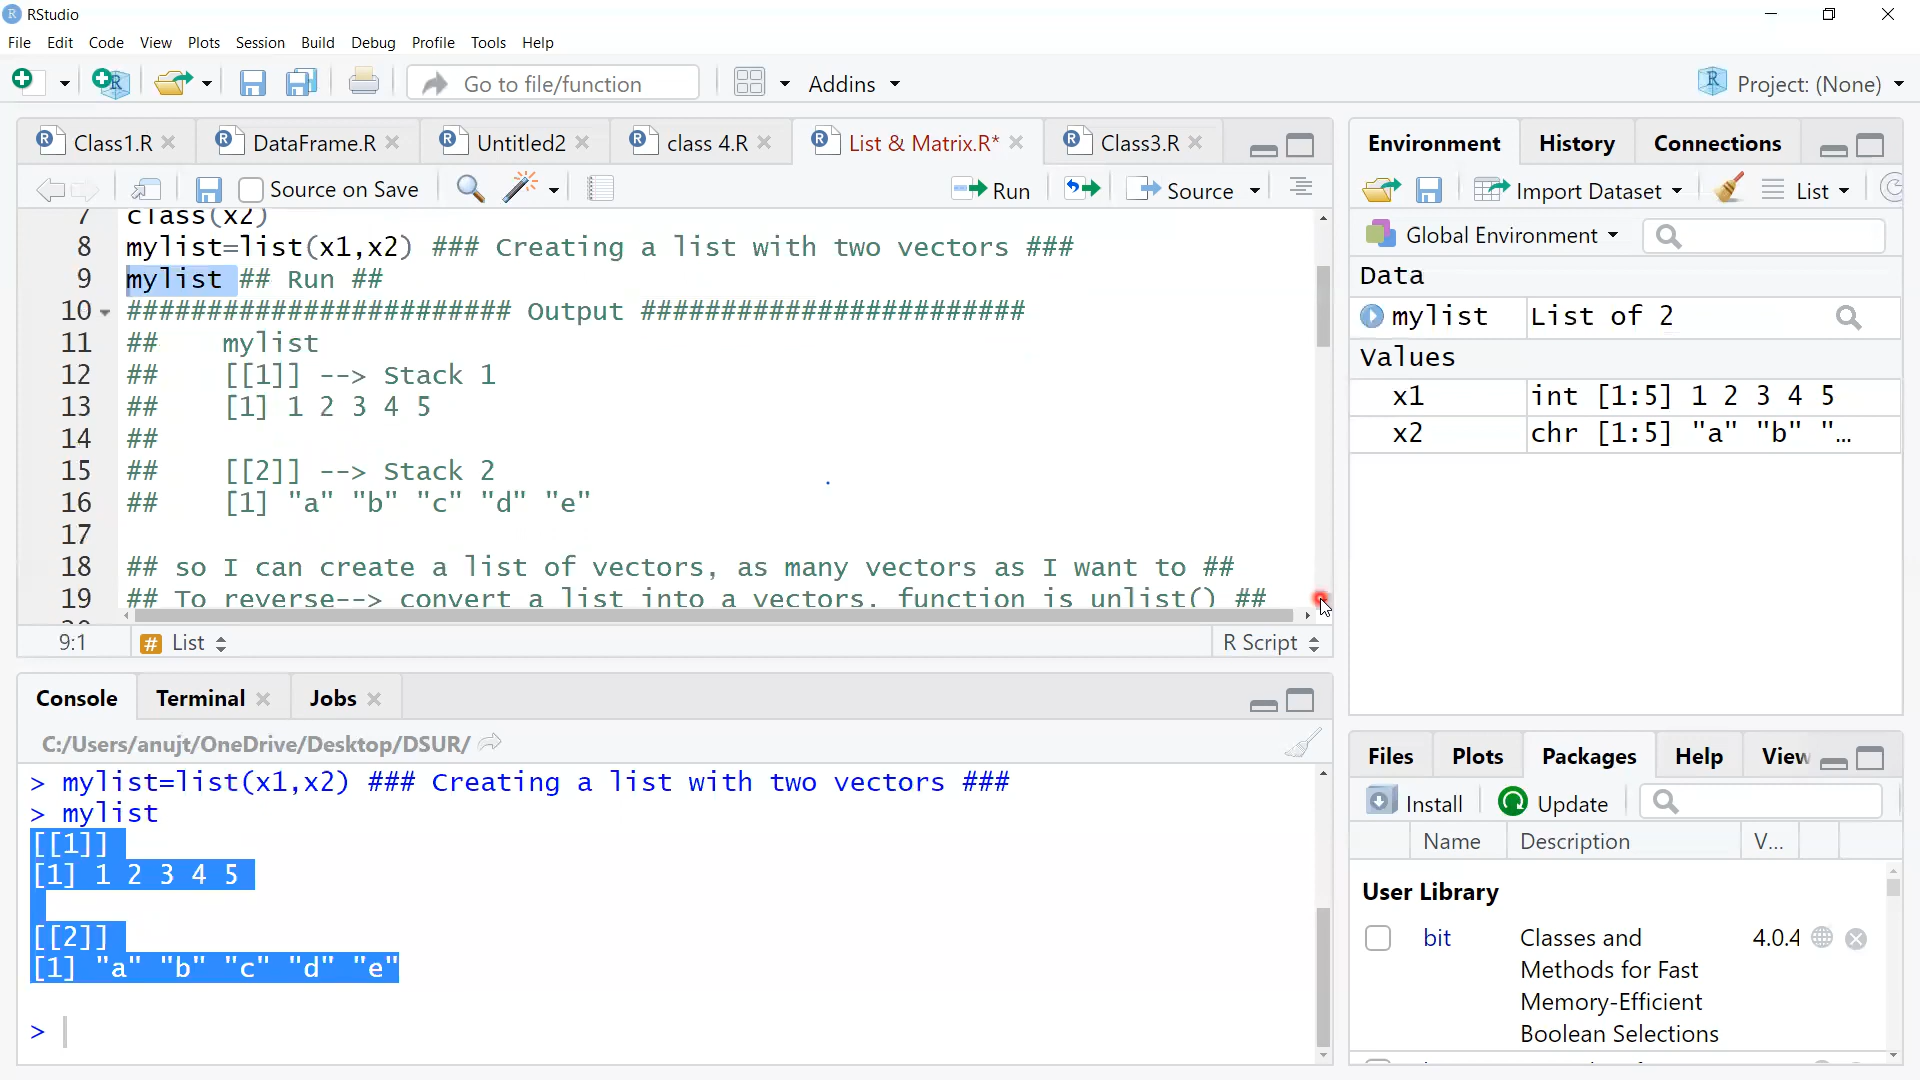 RStudio
File Edit Code View Plots Session Build Debug Profile Tools Help
Go to file/function Addins Project: (None)
Class1.R DataFrame.R Untitled2 class 4.R List & Matrix.R* Class3.R
Source on Save Run Source
7 class(x2)
8 mylist=list(x1,x2) ### Creating a list with two vectors ###
9 mylist ## Run ##
10 ######################## Output ########################
11 ## mylist
12 ## [[1]] --> Stack 1
13 ## [1] 1 2 3 4 5
14 ##
15 ## [[2]] --> Stack 2
16 ## [1] "a" "b" "c" "d" "e"
17
18 ## so I can create a list of vectors, as many vectors as I want to ##
19 ## To reverse--> convert a list into a vectors. function is unlist() ##
9:1 # List R Script
Console Terminal Jobs
C:/Users/anujt/OneDrive/Desktop/DSUR/
> mylist=list(x1,x2) ### Creating a list with two vectors ###
> mylist
[[1]]
[1] 1 2 3 4 5
[[2]]
[1] "a" "b" "c" "d" "e"
>
Environment History Connections
Import Dataset List
Global Environment
Data
mylist List of 2
Values
x1 int [1:5] 1 2 3 4 5
x2 chr [1:5] "a" "b" "…
Files Plots Packages Help View
Install Update
Name Description V...
User Library
bit Classes and 4.0.4
Methods for Fast
Memory-Efficient
Boolean Selections